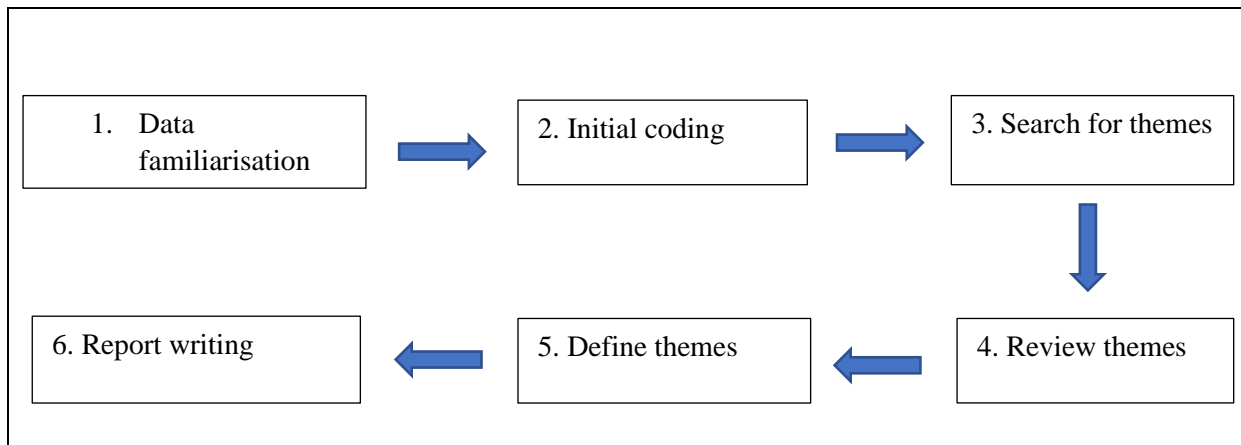 1. Data
familiarisation
2. Initial coding
3. Search for themes
4. Review themes
5. Define themes
6. Report writing